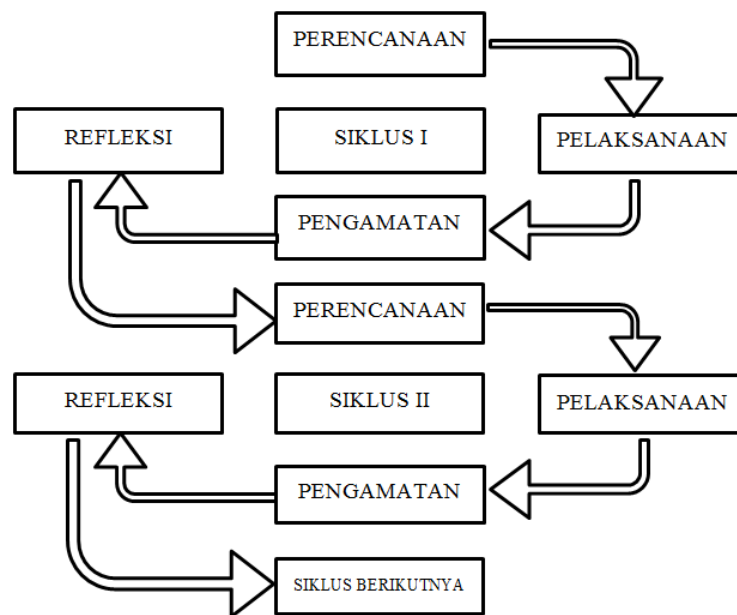 PERENCANAAN
REFLEKSI
SIKLUS I
PELAKSANAAN
PENGAMATAN
PERENCANAAN
REFLEKSI
SIKLUS II
PELAKSANAAN
PENGAMATAN
SIKLUS BERIKUTNYA